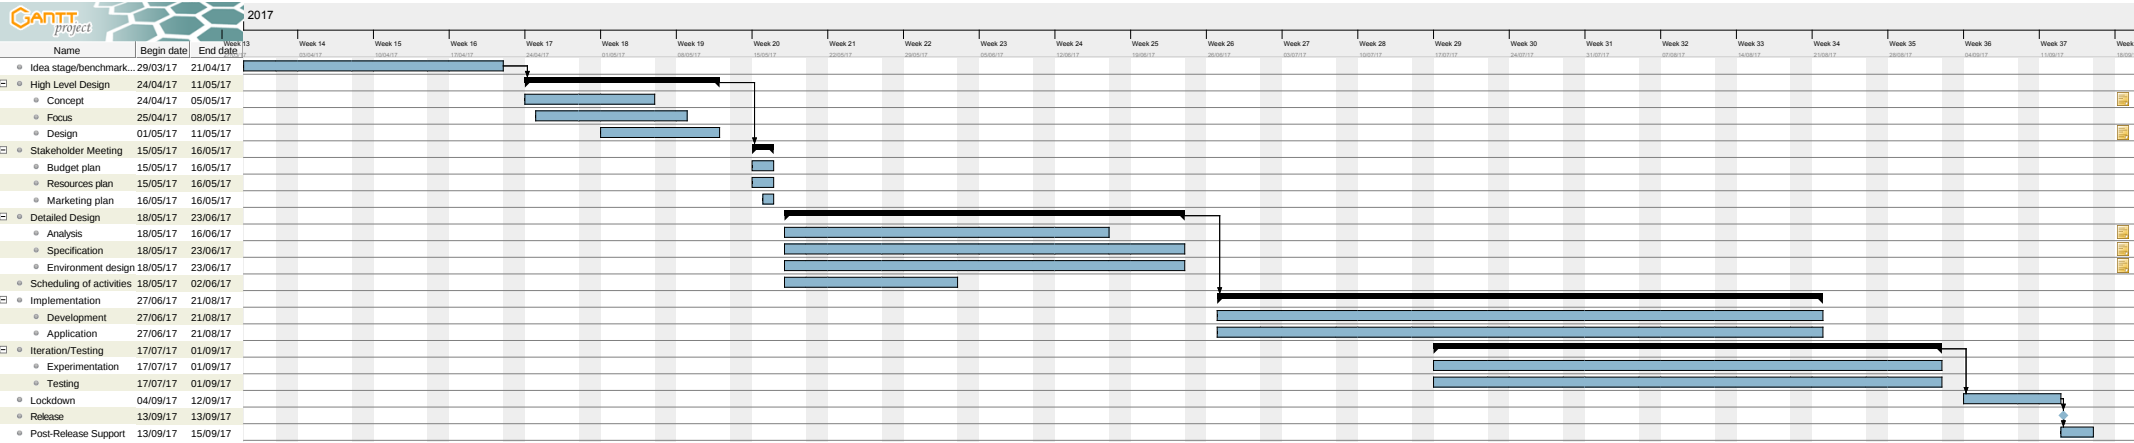 GANTT
project
2017
Name Begin date End date
Week 13 Week 14 Week 15 Week 16 Week 17 Week 18 Week 19 Week 20 Week 21 Week 22 Week 23 Week 24 Week 25 Week 26 Week 27 Week 28 Week 29 Week 30 Week 31 Week 32 Week 33 Week 34 Week 35 Week 36 Week 37 Week
Idea stage/benchmark... 29/03/17 21/04/17
High Level Design 24/04/17 11/05/17
Concept 24/04/17 05/05/17
Focus 25/04/17 08/05/17
Design 01/05/17 11/05/17
Stakeholder Meeting 15/05/17 16/05/17
Budget plan 15/05/17 16/05/17
Resources plan 15/05/17 16/05/17
Marketing plan 16/05/17 16/05/17
Detailed Design 18/05/17 23/06/17
Analysis 18/05/17 16/06/17
Specification 18/05/17 23/06/17
Environment design 18/05/17 23/06/17
Scheduling of activities 18/05/17 02/06/17
Implementation 27/06/17 21/08/17
Development 27/06/17 21/08/17
Application 27/06/17 21/08/17
Iteration/Testing 17/07/17 01/09/17
Experimentation 17/07/17 01/09/17
Testing 17/07/17 01/09/17
Lockdown 04/09/17 12/09/17
Release 13/09/17 13/09/17
Post-Release Support 13/09/17 15/09/17